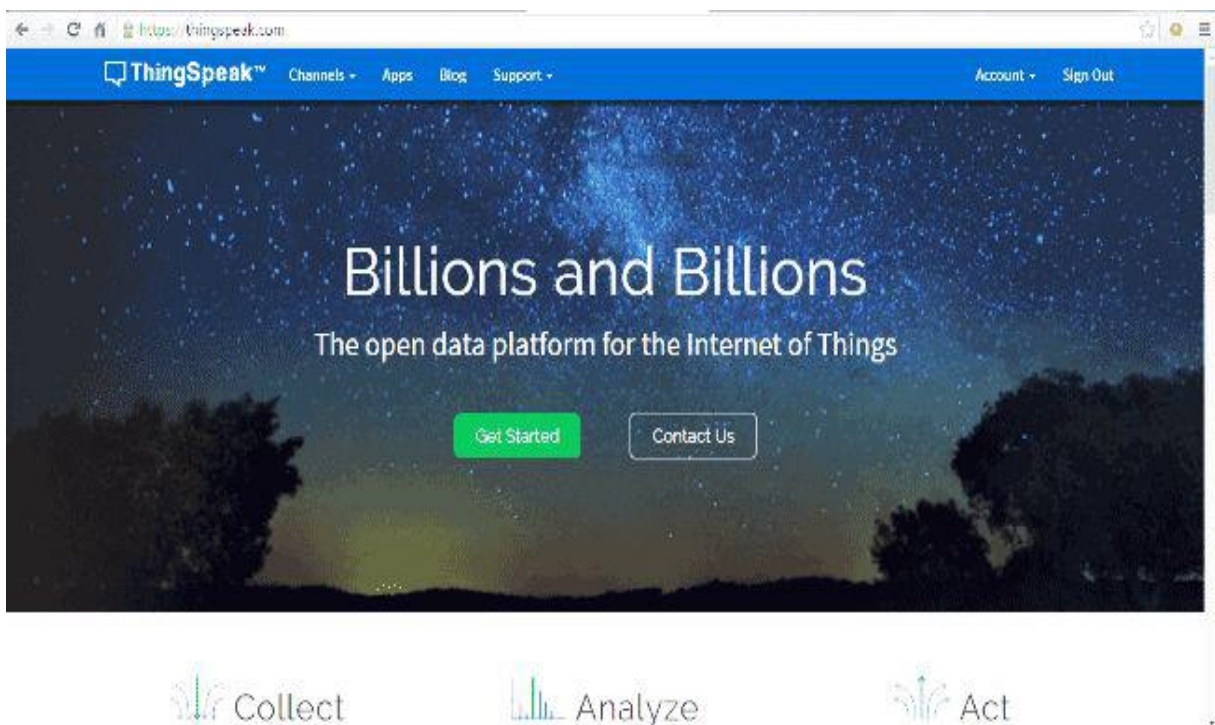 https://thingspeak.com
ThingSpeak™ Channels Apps Blog Support Account Sign Out
Billions and Billions
The open data platform for the Internet of Things
Get Started Contact Us
Collect Analyze Act